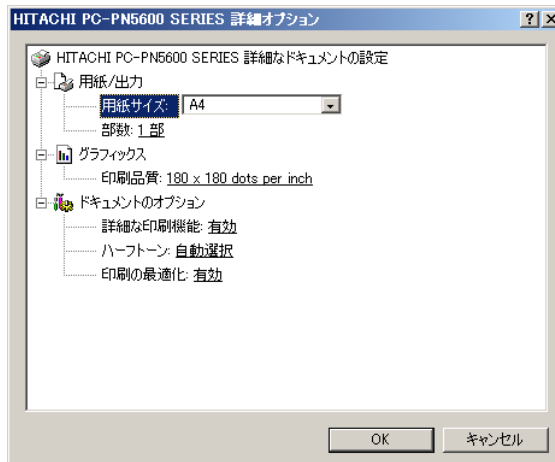 HITACHI PC-PN5600 SERIES 詳細オプション
HITACHI PC-PN5600 SERIES 詳細なドキュメントの設定
用紙/出力
用紙サイズ: A4
部数: 1 部
グラフィックス
印刷品質: 180 x 180 dots per inch
ドキュメントのオプション
詳細な印刷機能: 有効
ハーフトーン: 自動選択
印刷の最適化: 有効
OK キャンセル